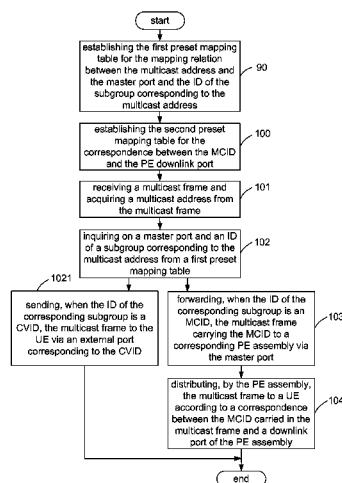 start
establishing the first preset mapping
table for the mapping relation
between the multicast address and
the master port and the ID of the
subgroup corresponding to the
multicast address
90
establishing the second preset
mapping table for the
correspondence between the MCID
and the PE downlink port
100
receiving a multicast frame and
acquiring a multicast address from
the multicast frame
101
inquiring on a master port and an ID
of a subgroup corresponding to the
multicast address from a first preset
mapping table
102
1021
sending, when the ID of the
corresponding subgroup is a
CVID, the multicast frame to the
UE via an external port
corresponding to the CVID
forwarding, when the ID of the
corresponding subgroup is an
MCID, the multicast frame
carrying the MCID to a
corresponding PE assembly via
the master port
103
distributing, by the PE assembly,
the multicast frame to a UE
according to a correspondence
between the MCID carried in the
multicast frame and a downlink
port of the PE assembly
104
end